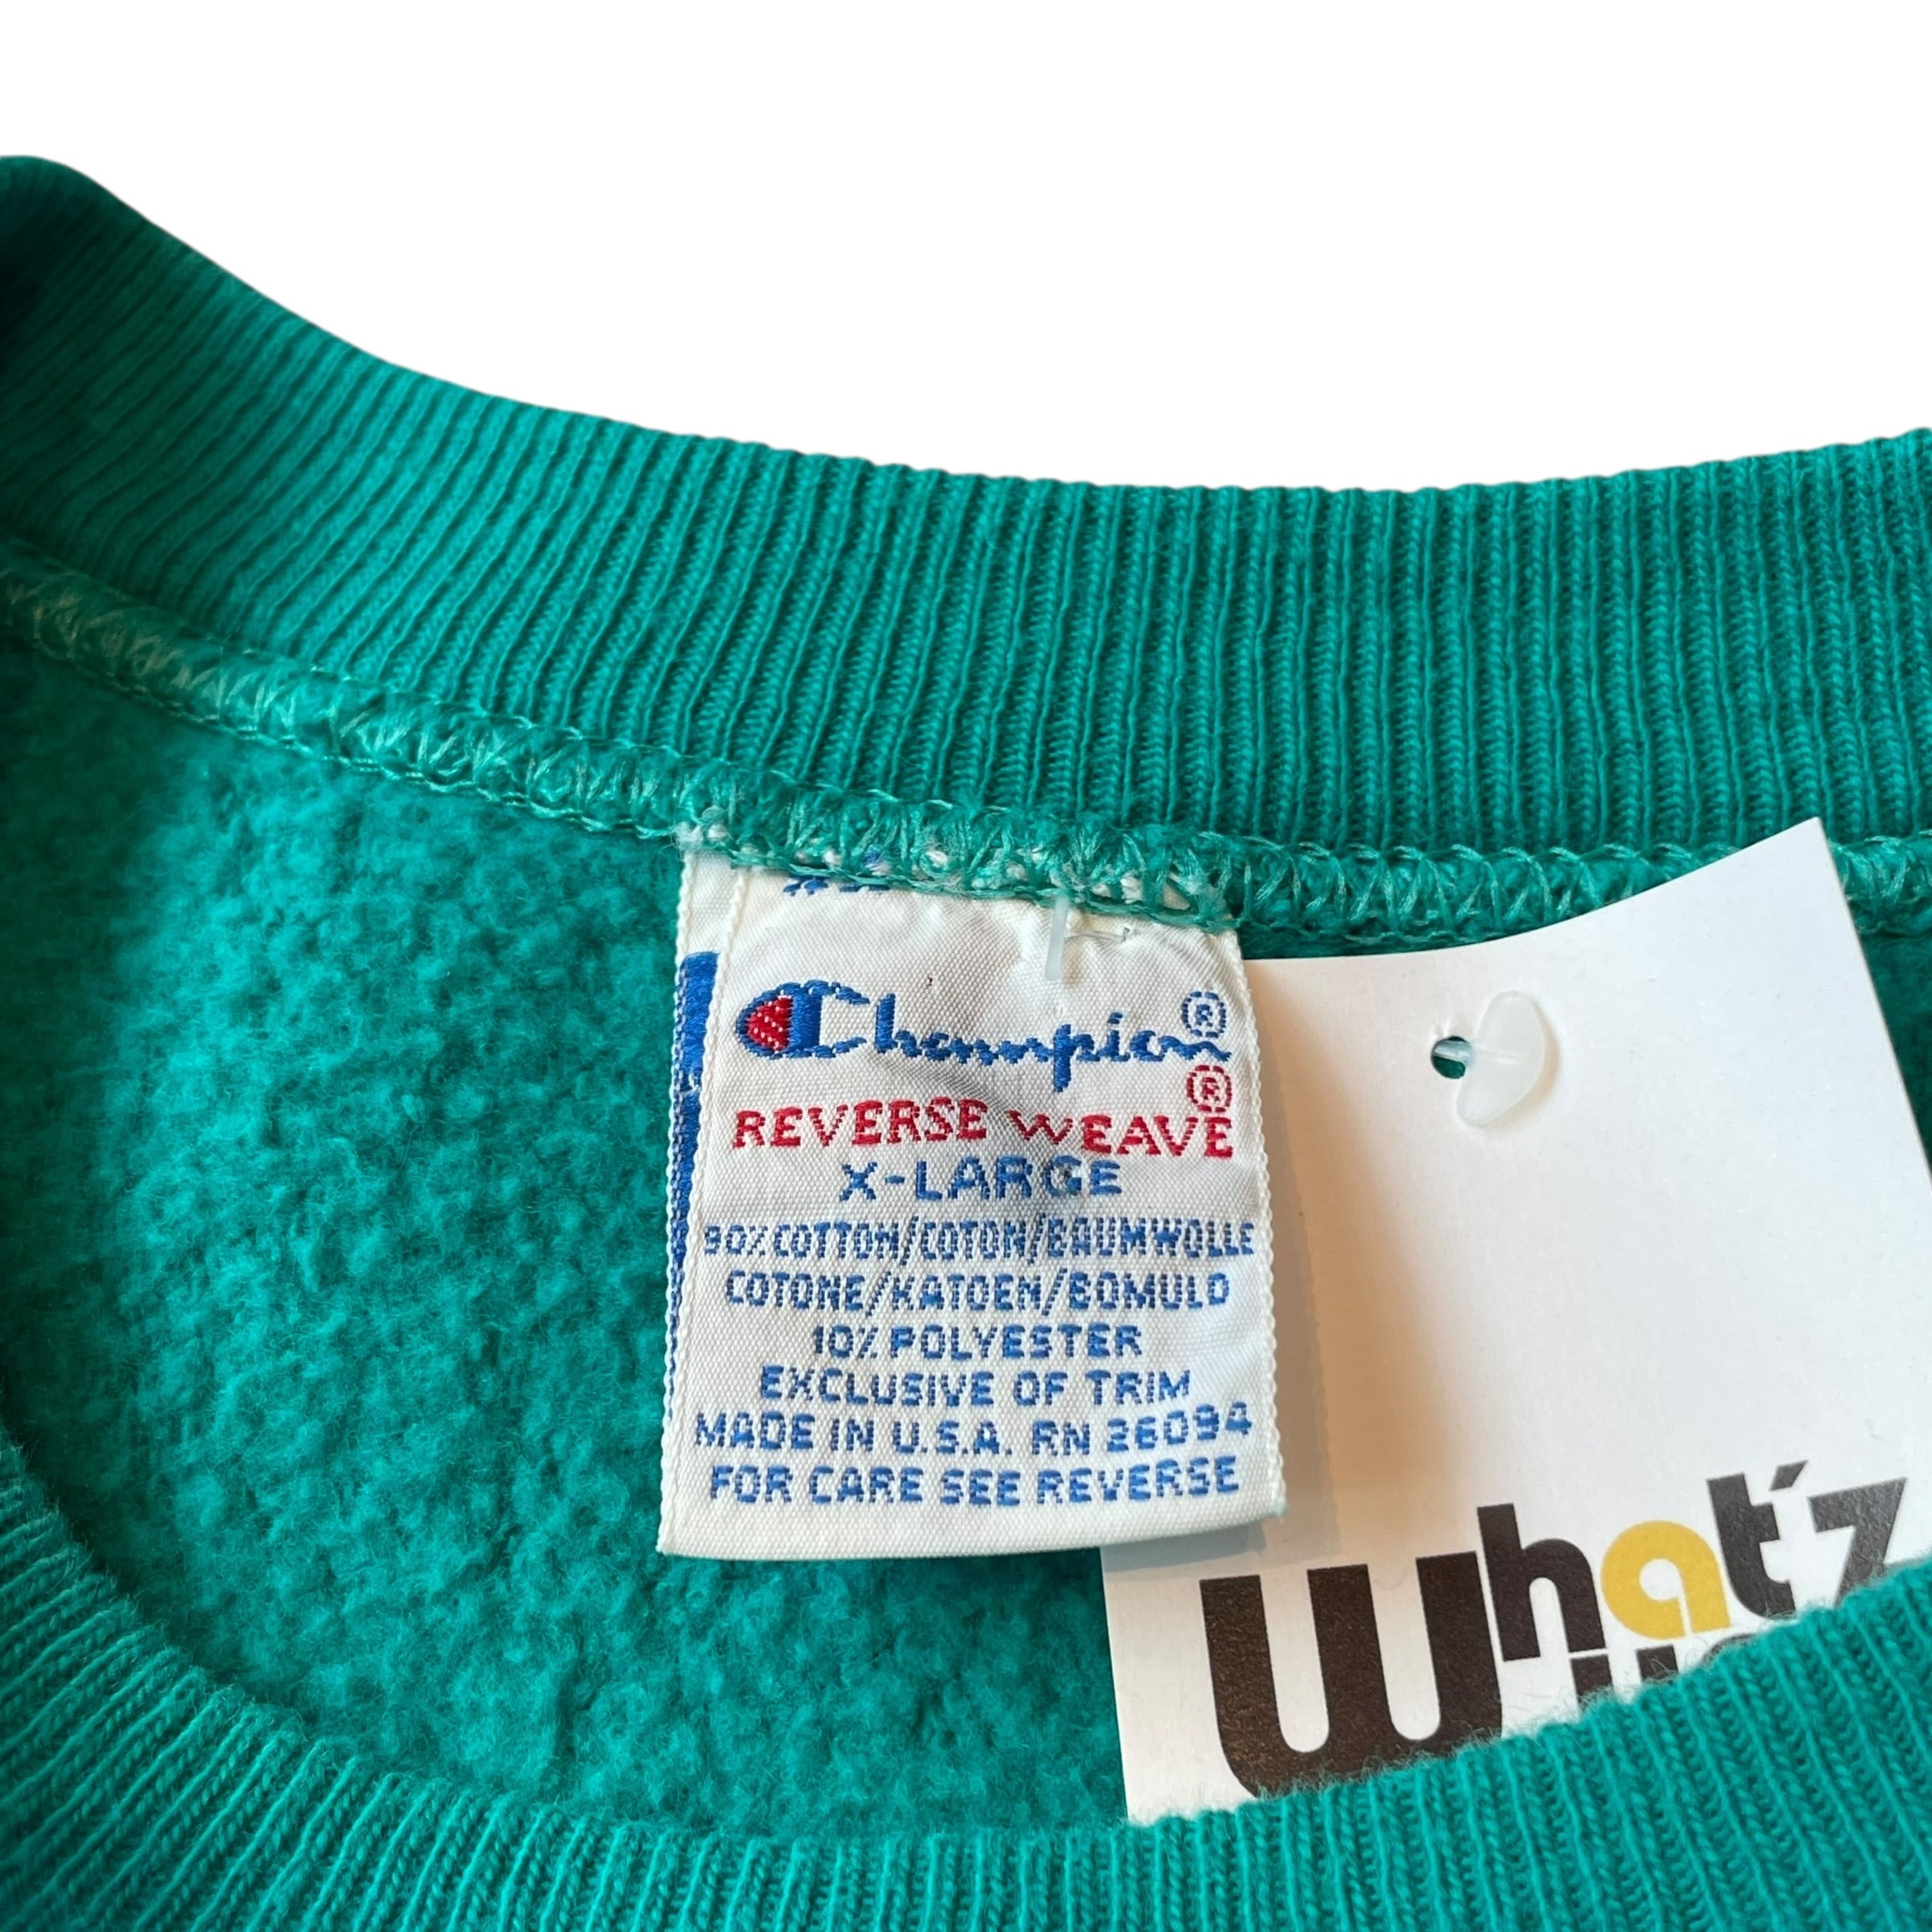 Champion®
REVERSE WEAVE®
X-LARGE
90% COTTON/COTON/BAUMWOLLE
COTONE/KATOEN/BOMULD
10% POLYESTER
EXCLUSIVE OF TRIM
MADE IN U.S.A. RN 26094
FOR CARE SEE REVERSE
What'z